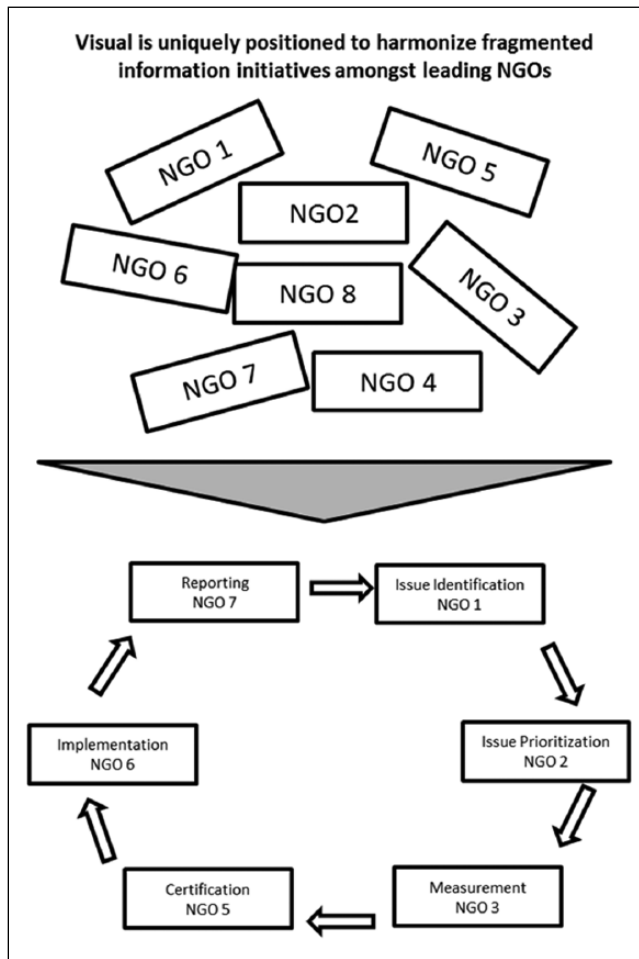 Visual is uniquely positioned to harmonize fragmented
information initiatives amongst leading NGOs
NGO 1
NGO 5
NGO2
NGO 6
NGO 8
NGO 3
NGO 7
NGO 4
Reporting
NGO 7
Issue Identification
NGO 1
Implementation
NGO 6
Issue Prioritization
NGO 2
Certification
NGO 5
Measurement
NGO 3